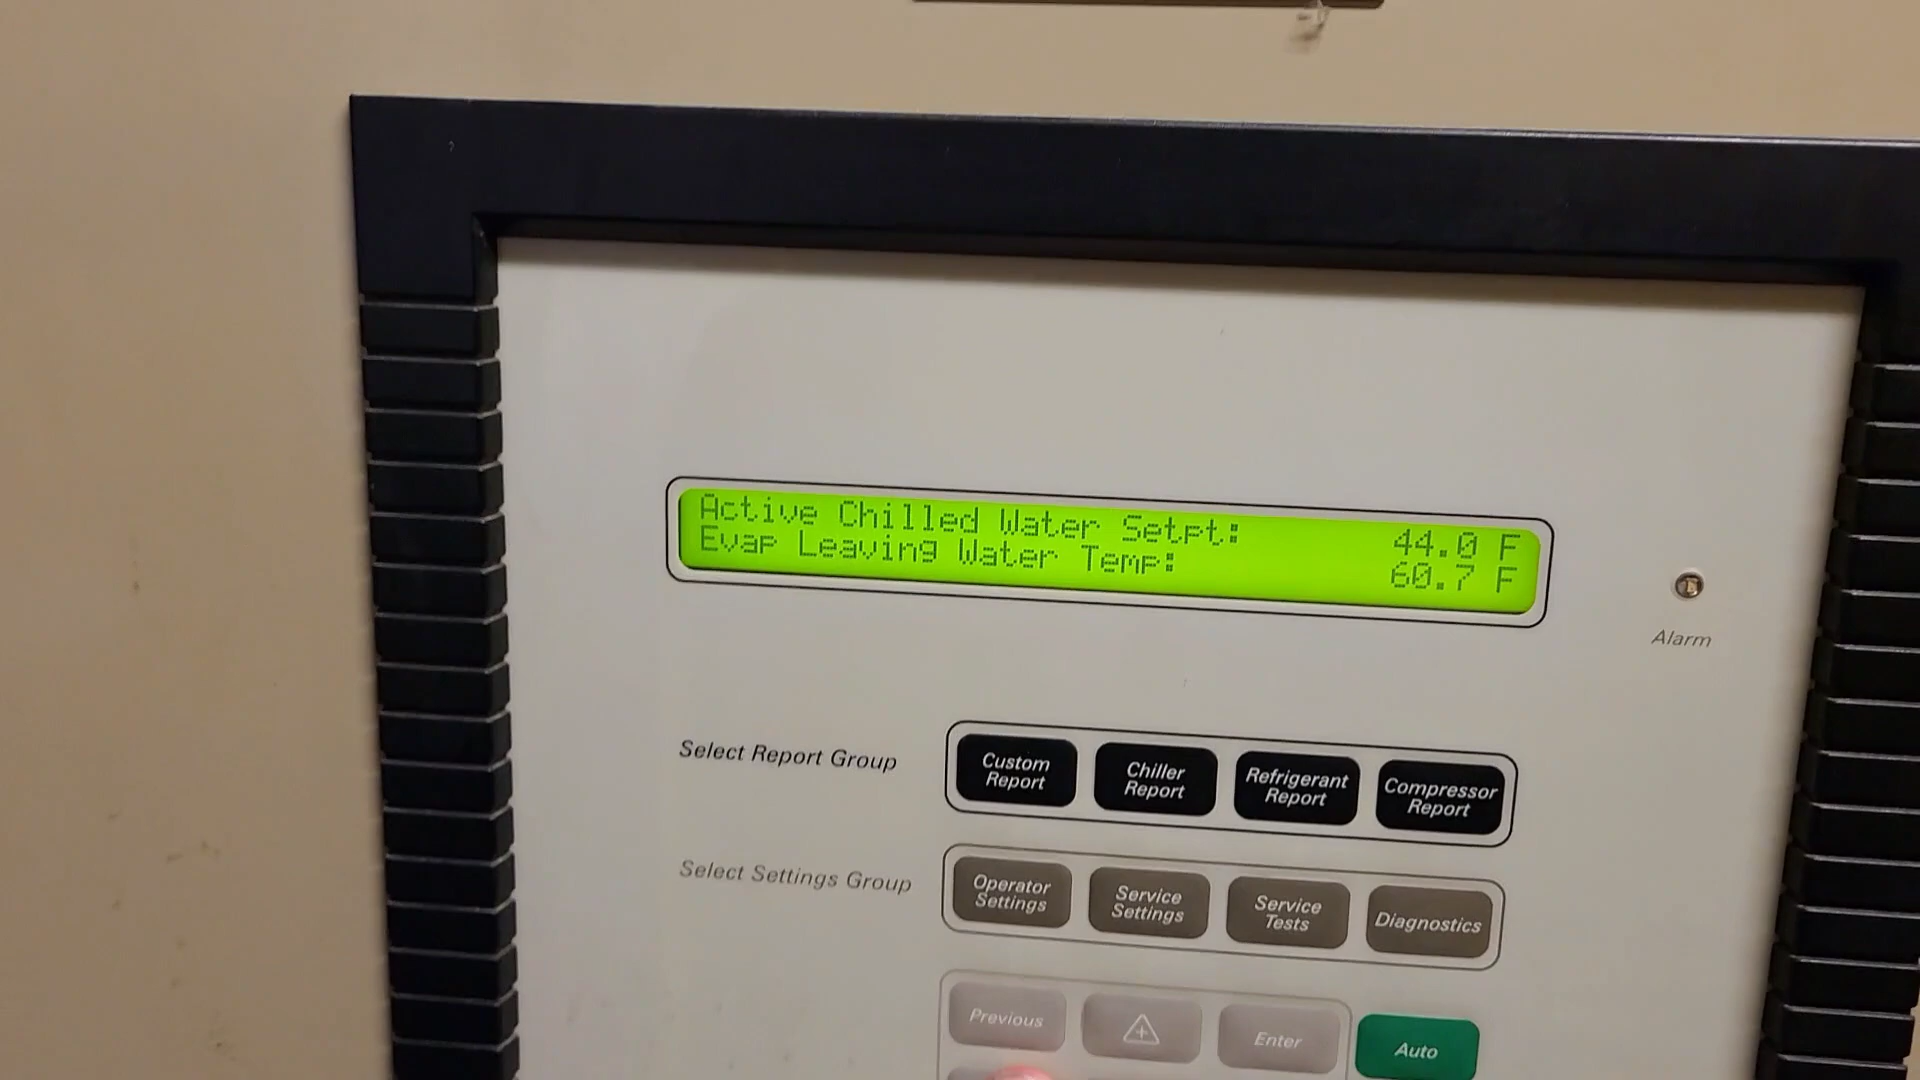 Active Chilled Water Setpt: 44.0 F
Evap Leaving Water Temp: 60.7 F
Alarm
Select Report Group
Custom Report
Chiller Report
Refrigerant Report
Compressor Report
Select Settings Group
Operator Settings
Service Settings
Service Tests
Diagnostics
Previous
+
Enter
Auto